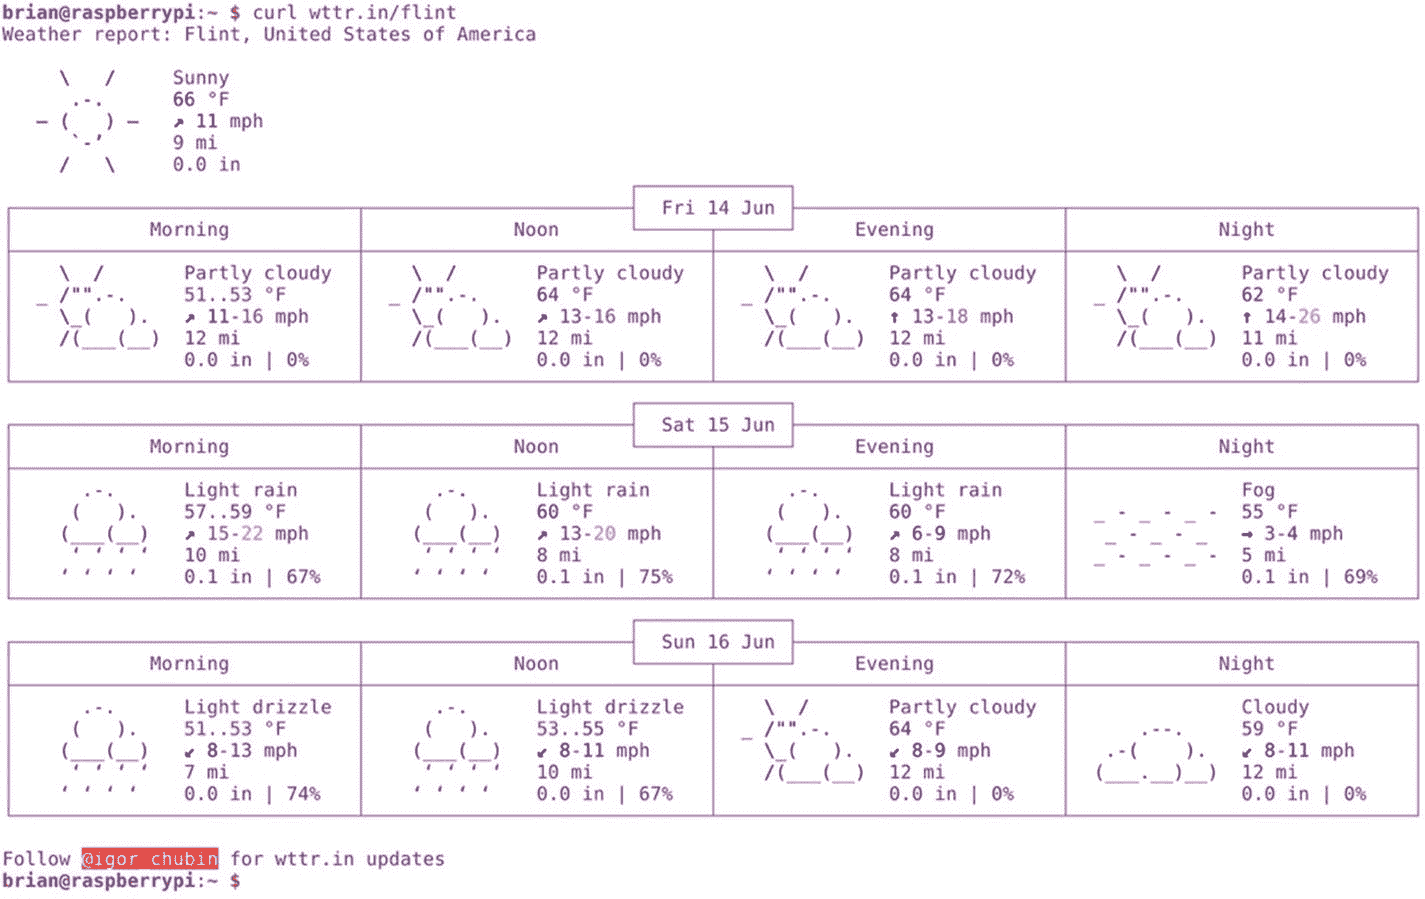 brian@raspberrypi:~ $ curl wttr.in/flint
Weather report: Flint, United States of America
Sunny
66 °F
↗ 11 mph
9 mi
0.0 in
Fri 14 Jun
Morning Noon Evening Night
Partly cloudy Partly cloudy Partly cloudy Partly cloudy
51..53 °F 64 °F 64 °F 62 °F
↗ 11-16 mph ↗ 13-16 mph ↑ 13-18 mph ↑ 14-26 mph
12 mi 12 mi 12 mi 11 mi
0.0 in | 0% 0.0 in | 0% 0.0 in | 0% 0.0 in | 0%
Sat 15 Jun
Morning Noon Evening Night
Light rain Light rain Light rain Fog
57..59 °F 60 °F 60 °F 55 °F
↗ 15-22 mph ↗ 13-20 mph ↗ 6-9 mph → 3-4 mph
10 mi 8 mi 8 mi 5 mi
0.1 in | 67% 0.1 in | 75% 0.1 in | 72% 0.1 in | 69%
Sun 16 Jun
Morning Noon Evening Night
Light drizzle Light drizzle Partly cloudy Cloudy
51..53 °F 53..55 °F 64 °F 59 °F
↙ 8-13 mph ↙ 8-11 mph ↙ 8-9 mph ↙ 8-11 mph
7 mi 10 mi 12 mi 12 mi
0.0 in | 74% 0.0 in | 67% 0.0 in | 0% 0.0 in | 0%
Follow @igor_chubin for wttr.in updates
brian@raspberrypi:~ $